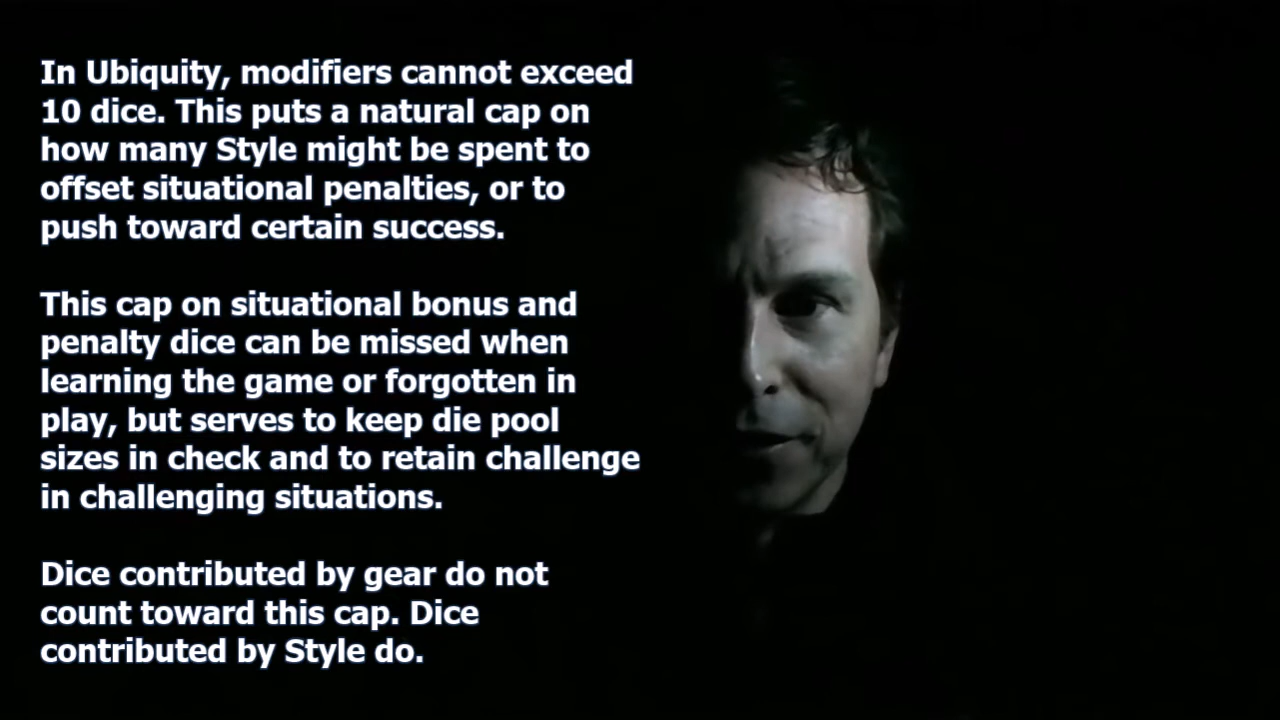 In Ubiquity, modifiers cannot exceed
10 dice. This puts a natural cap on
how many Style might be spent to
offset situational penalties, or to
push toward certain success.
This cap on situational bonus and
penalty dice can be missed when
learning the game or forgotten in
play, but serves to keep die pool
sizes in check and to retain challenge
in challenging situations.
Dice contributed by gear do not
count toward this cap. Dice
contributed by Style do.